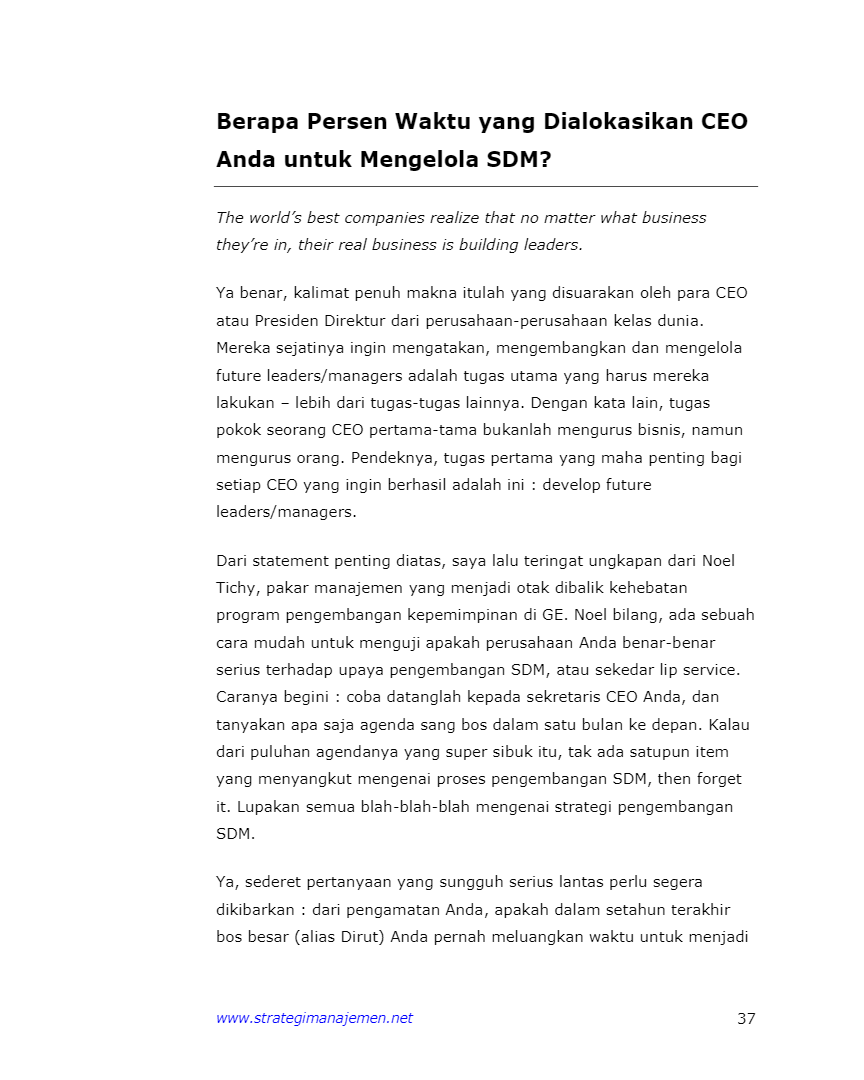 Berapa Persen Waktu yang Dialokasikan CEO
Anda untuk Mengelola SDM?
The world’s best companies realize that no matter what business
they’re in, their real business is building leaders.
Ya benar, kalimat penuh makna itulah yang disuarakan oleh para CEO
atau Presiden Direktur dari perusahaan-perusahaan kelas dunia.
Mereka sejatinya ingin mengatakan, mengembangkan dan mengelola
future leaders/managers adalah tugas utama yang harus mereka
lakukan – lebih dari tugas-tugas lainnya. Dengan kata lain, tugas
pokok seorang CEO pertama-tama bukanlah mengurus bisnis, namun
mengurus orang. Pendeknya, tugas pertama yang maha penting bagi
setiap CEO yang ingin berhasil adalah ini : develop future
leaders/managers.
Dari statement penting diatas, saya lalu teringat ungkapan dari Noel
Tichy, pakar manajemen yang menjadi otak dibalik kehebatan
program pengembangan kepemimpinan di GE. Noel bilang, ada sebuah
cara mudah untuk menguji apakah perusahaan Anda benar-benar
serius terhadap upaya pengembangan SDM, atau sekedar lip service.
Caranya begini : coba datanglah kepada sekretaris CEO Anda, dan
tanyakan apa saja agenda sang bos dalam satu bulan ke depan. Kalau
dari puluhan agendanya yang super sibuk itu, tak ada satupun item
yang menyangkut mengenai proses pengembangan SDM, then forget
it. Lupakan semua blah-blah-blah mengenai strategi pengembangan
SDM.
Ya, sederet pertanyaan yang sungguh serius lantas perlu segera
dikibarkan : dari pengamatan Anda, apakah dalam setahun terakhir
bos besar (alias Dirut) Anda pernah meluangkan waktu untuk menjadi
www.strategimanajemen.net 37